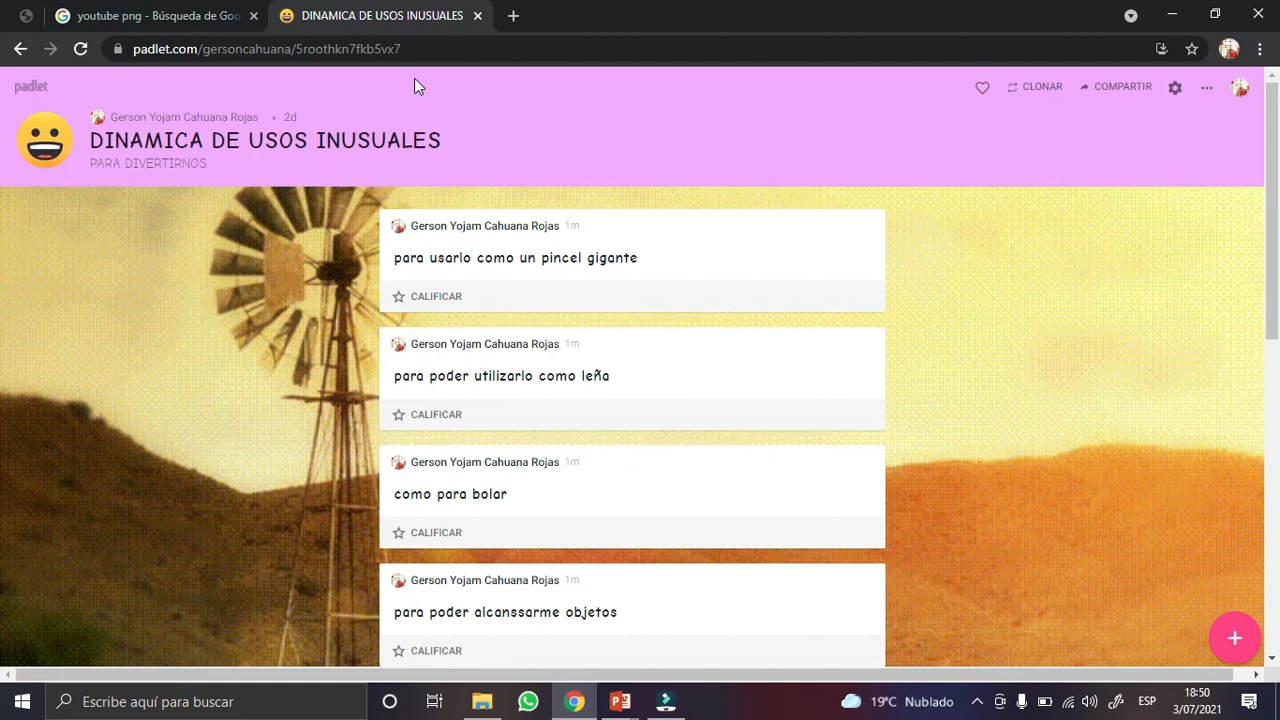 youtube png - Búsqueda de Goo
DINAMICA DE USOS INUSUALES
padlet.com/gersoncahuana/5roothkn7fkb5vx7
padlet
CLONAR
COMPARTIR
Gerson Yojam Cahuana Rojas • 2d
DINAMICA DE USOS INUSUALES
PARA DIVERTIRNOS
Gerson Yojam Cahuana Rojas 1m
para usarlo como un pincel gigante
CALIFICAR
Gerson Yojam Cahuana Rojas 1m
para poder utilizarlo como leña
CALIFICAR
Gerson Yojam Cahuana Rojas 1m
como para bolar
CALIFICAR
Gerson Yojam Cahuana Rojas 1m
para poder alcanssarme objetos
CALIFICAR
Escribe aquí para buscar
19°C Nublado
ESP
18:50
3/07/2021